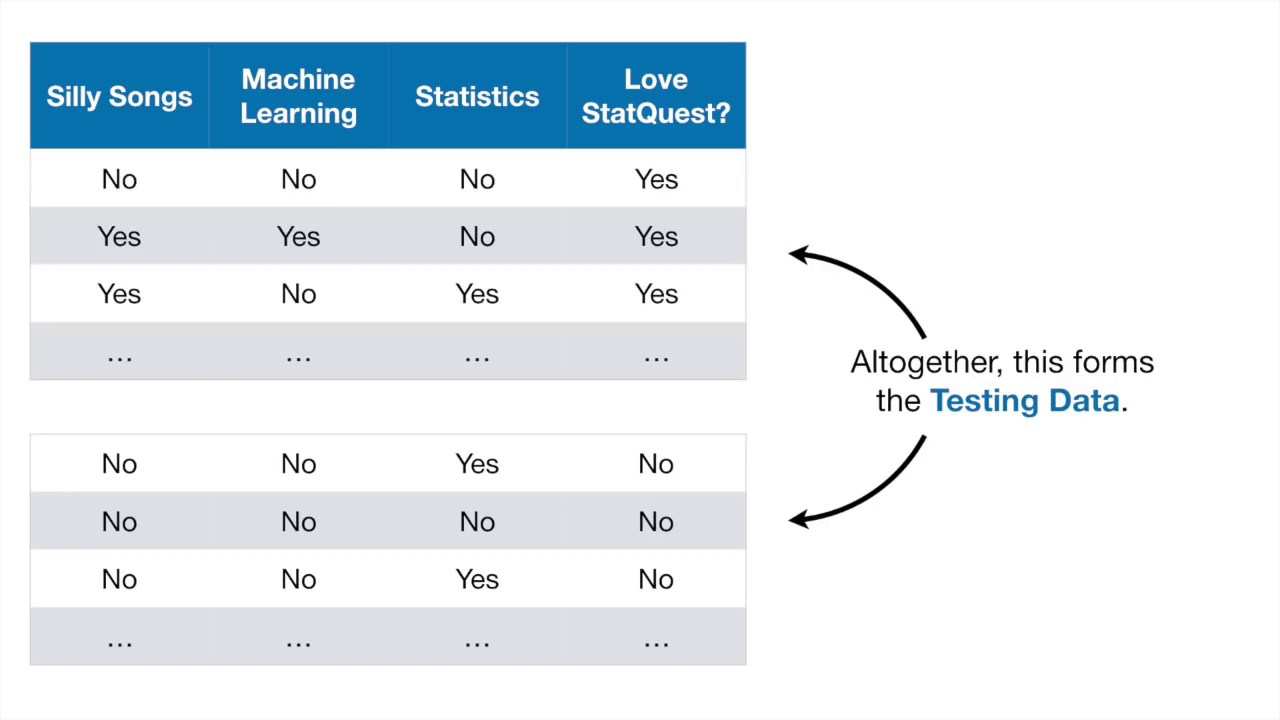 Silly Songs Machine Learning Statistics Love StatQuest?
No No No Yes
Yes Yes No Yes
Yes No Yes Yes
… … … …
Altogether, this forms
the Testing Data.
No No Yes No
No No No No
No No Yes No
… … … …